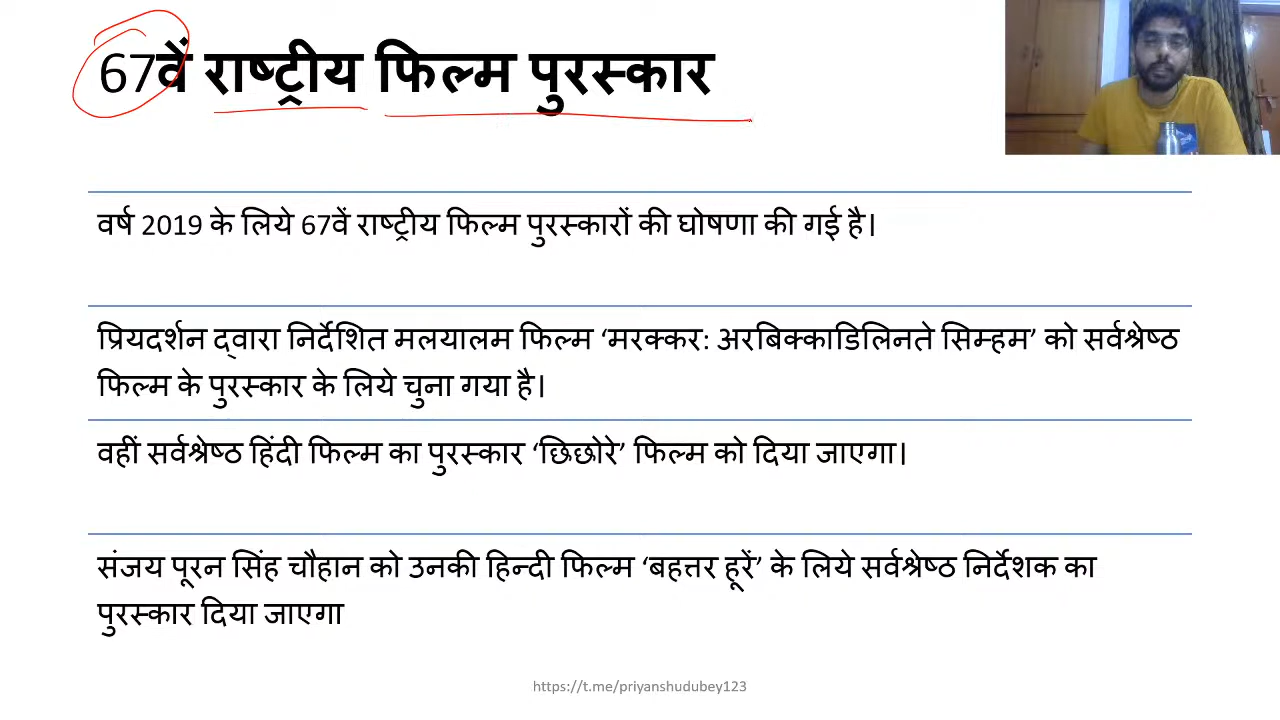 67वें राष्ट्रीय फिल्म पुरस्कार
वर्ष 2019 के लिये 67वें राष्ट्रीय फिल्म पुरस्कारों की घोषणा की गई है।
प्रियदर्शन द्वारा निर्देशित मलयालम फिल्म ‘मरक्कर: अरबिक्काडिलिनते सिम्हम’ को सर्वश्रेष्ठ
फिल्म के पुरस्कार के लिये चुना गया है।
वहीं सर्वश्रेष्ठ हिंदी फिल्म का पुरस्कार ‘छिछोरे’ फिल्म को दिया जाएगा।
संजय पूरन सिंह चौहान को उनकी हिन्दी फिल्म ‘बहत्तर हूरें’ के लिये सर्वश्रेष्ठ निर्देशक का
पुरस्कार दिया जाएगा
https://t.me/priyanshudubey123